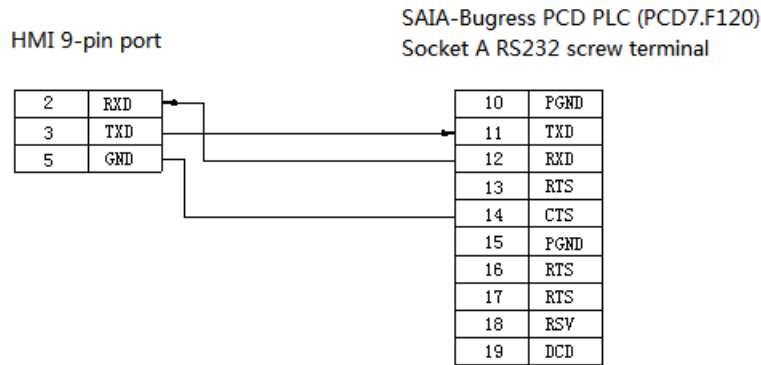 HMI 9-pin port
SAIA-Bugress PCD PLC (PCD7.F120)
Socket A RS232 screw terminal
2 RXD
3 TXD
5 GND
10 PGND
11 TXD
12 RXD
13 RTS
14 CTS
15 PGND
16 RTS
17 RTS
18 RSV
19 DCD